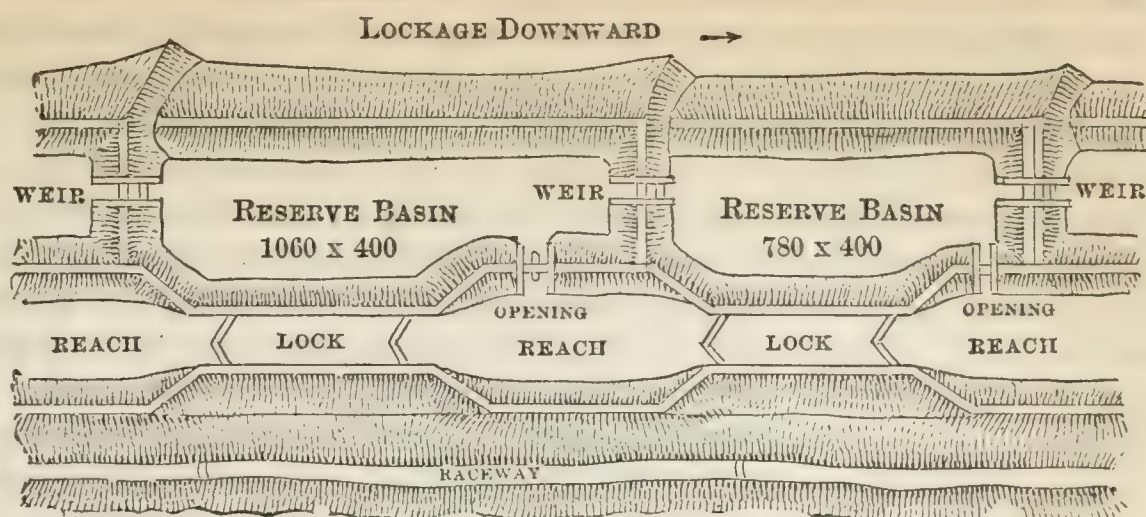 LOCKAGE DOWNWARD →
WEIR
RESERVE BASIN
1060 x 400
WEIR
RESERVE BASIN
780 x 400
WEIR
OPENING
OPENING
REACH
LOCK
REACH
LOCK
REACH
RACEWAY